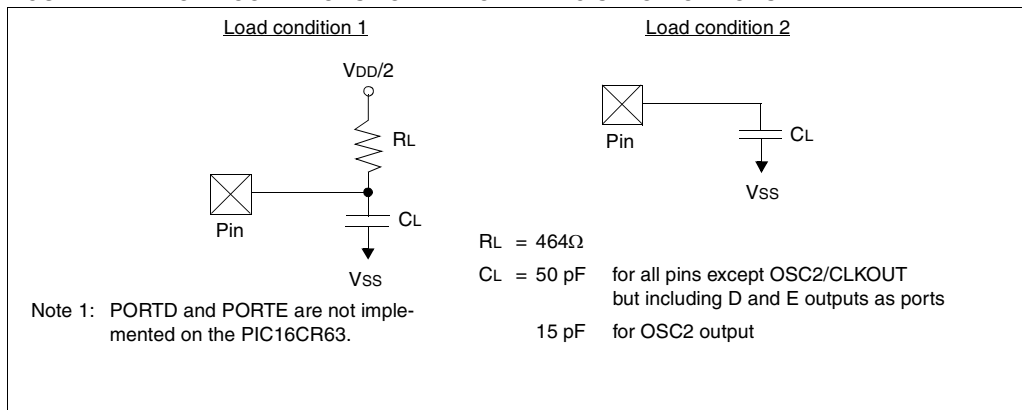 Load condition 1
VDD/2
RL
Pin
CL
VSS
Note 1: PORTD and PORTE are not imple-
mented on the PIC16CR63.
Load condition 2
Pin
CL
VSS
RL = 464Ω
CL = 50 pF for all pins except OSC2/CLKOUT
but including D and E outputs as ports
15 pF for OSC2 output